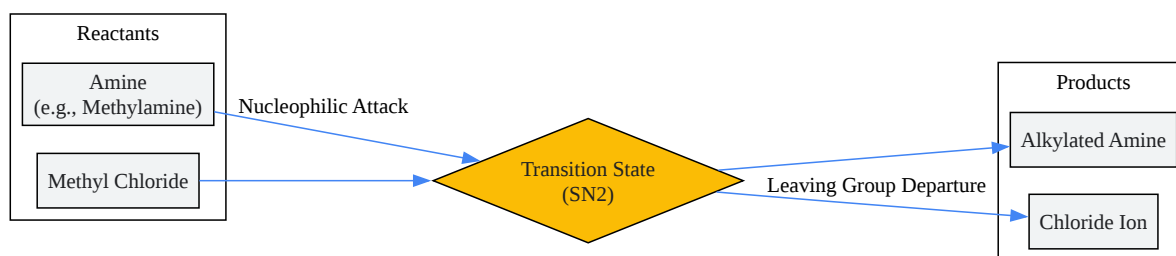 Reactants
Amine
(e.g., Methylamine)
Methyl Chloride
Nucleophilic Attack
Transition State
(SN2)
Leaving Group Departure
Products
Alkylated Amine
Chloride Ion